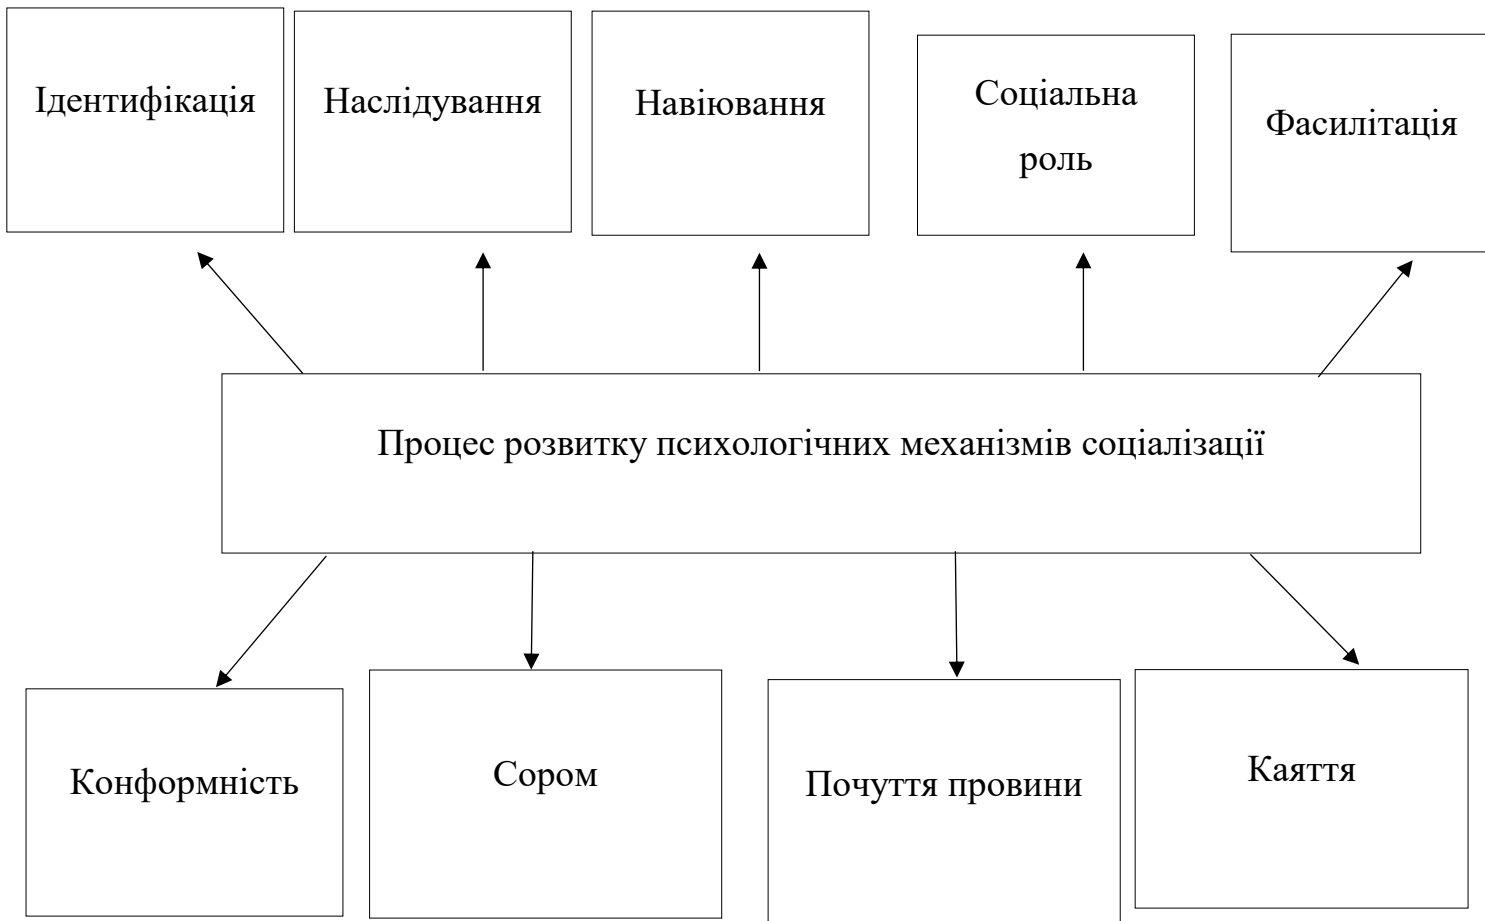 Ідентифікація
Наслідування
Навіювання
Соціальна
роль
Фасилітація
Процес розвитку психологічних механізмів соціалізації
Конформність
Сором
Почуття провини
Каяття